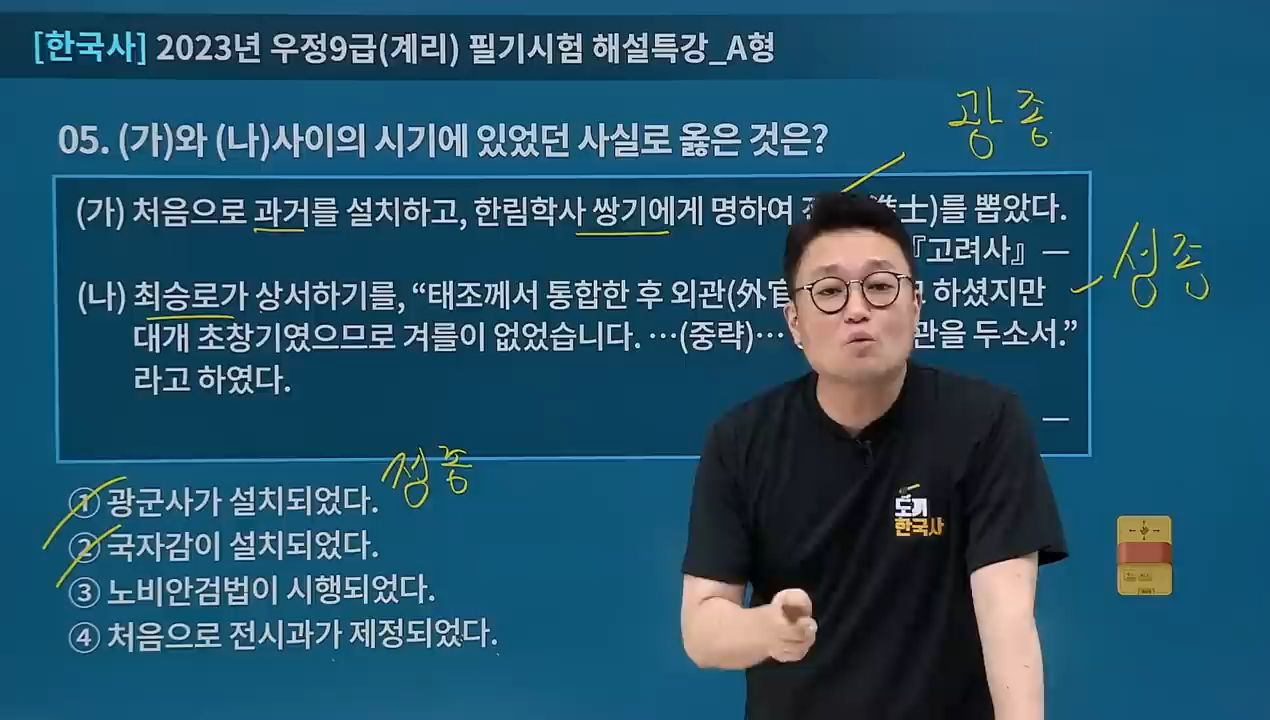 [한국사] 2023년 우정9급(계리) 필기시험 해설특강_A형
광종
05. (가)와 (나)사이의 시기에 있었던 사실로 옳은 것은?
(가) 처음으로 과거를 설치하고, 한림학사 쌍기에게 명하여 士)를 뽑았다.
『고려사』 —
성종
(나) 최승로가 상서하기를, “태조께서 통합한 후 외관(外 하셨지만
대개 초창기였으므로 겨를이 없었습니다. …(중략)… 관을 두소서.”
라고 하였다.
—
정종
① 광군사가 설치되었다.
② 국자감이 설치되었다.
③ 노비안검법이 시행되었다.
④ 처음으로 전시과가 제정되었다.
도끼
한국사